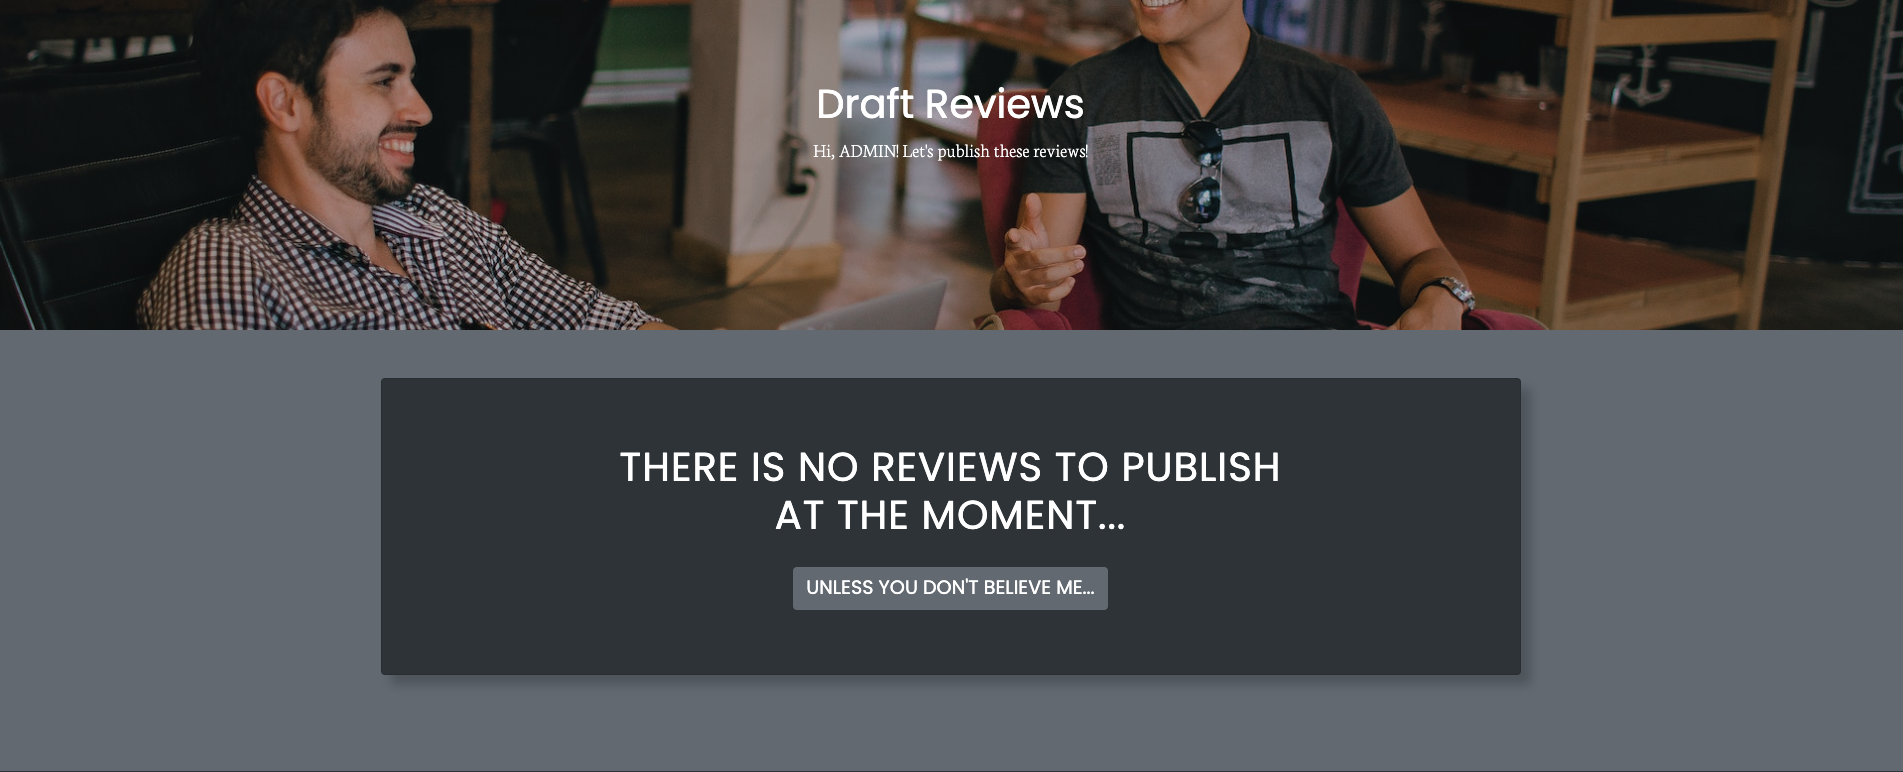 Draft Reviews
Hi, ADMIN! Let's publish these reviews!
THERE IS NO REVIEWS TO PUBLISH
AT THE MOMENT...
UNLESS YOU DON'T BELIEVE ME...